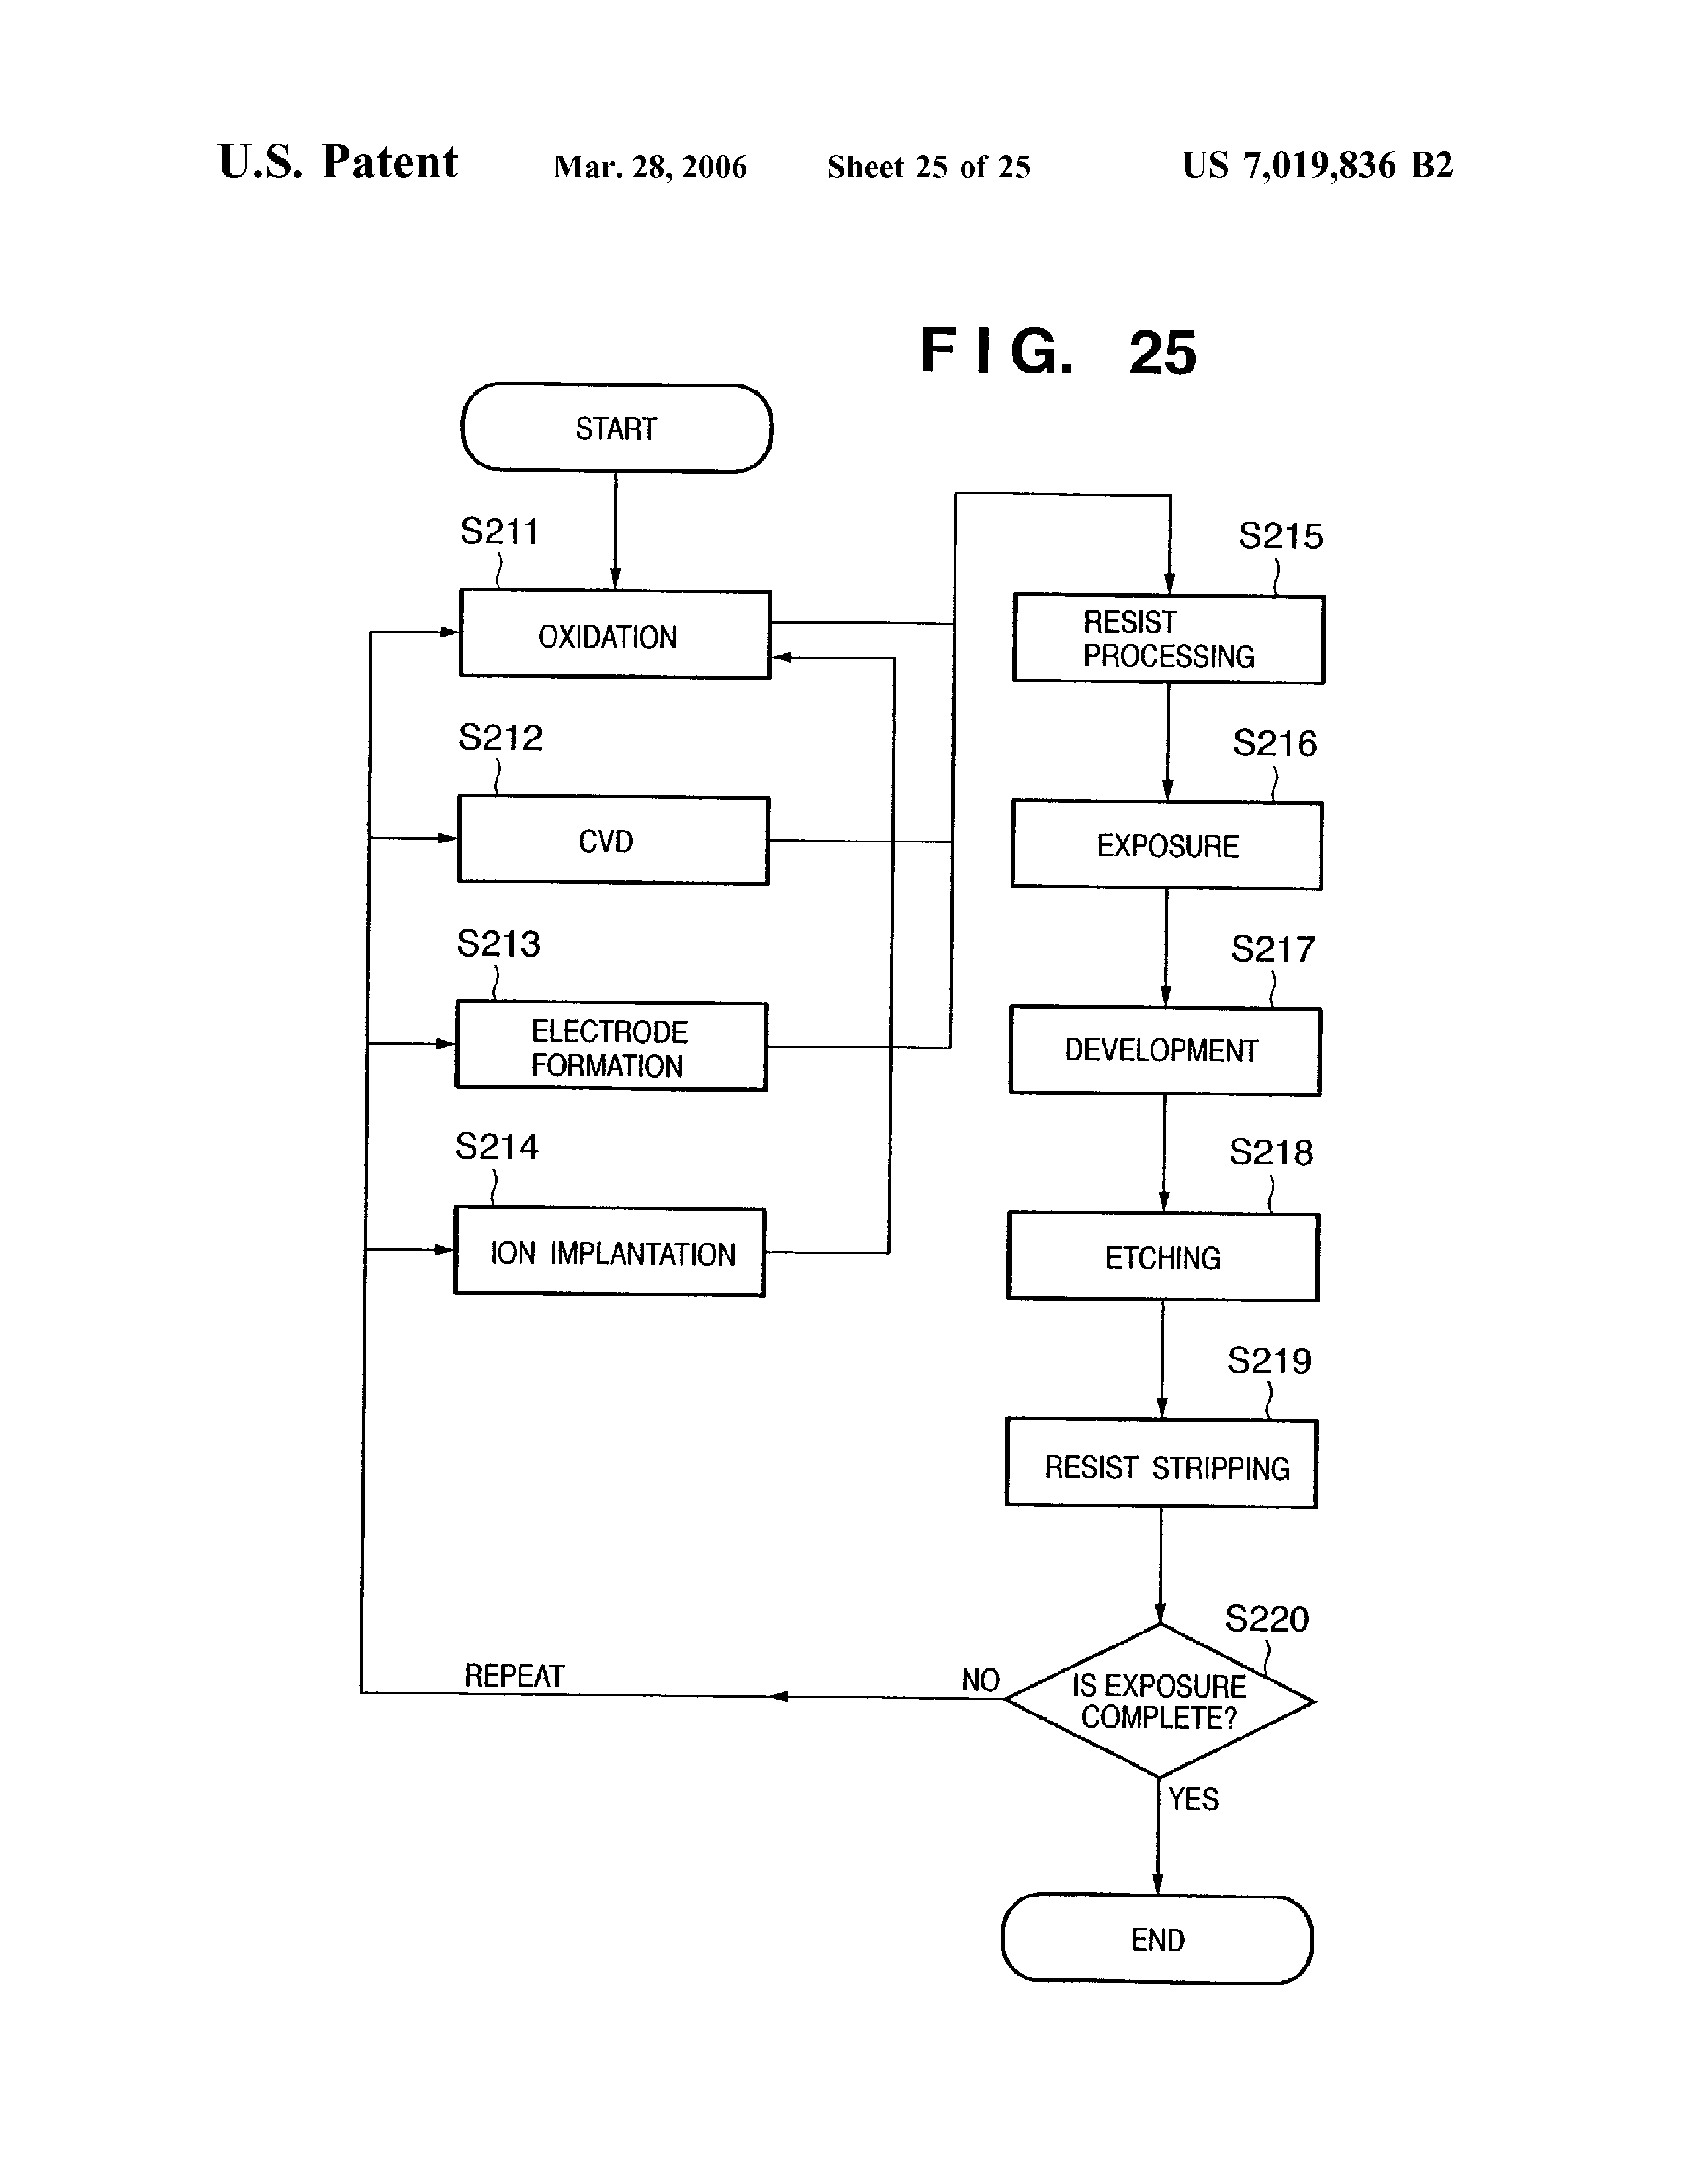 U.S. Patent Mar. 28, 2006 Sheet 25 of 25 US 7,019,836 B2
FIG. 25
START
S211
OXIDATION
S212
CVD
S213
ELECTRODE
FORMATION
S214
ION IMPLANTATION
S215
RESIST
PROCESSING
S216
EXPOSURE
S217
DEVELOPMENT
S218
ETCHING
S219
RESIST STRIPPING
S220
IS EXPOSURE
COMPLETE?
NO
REPEAT
YES
END